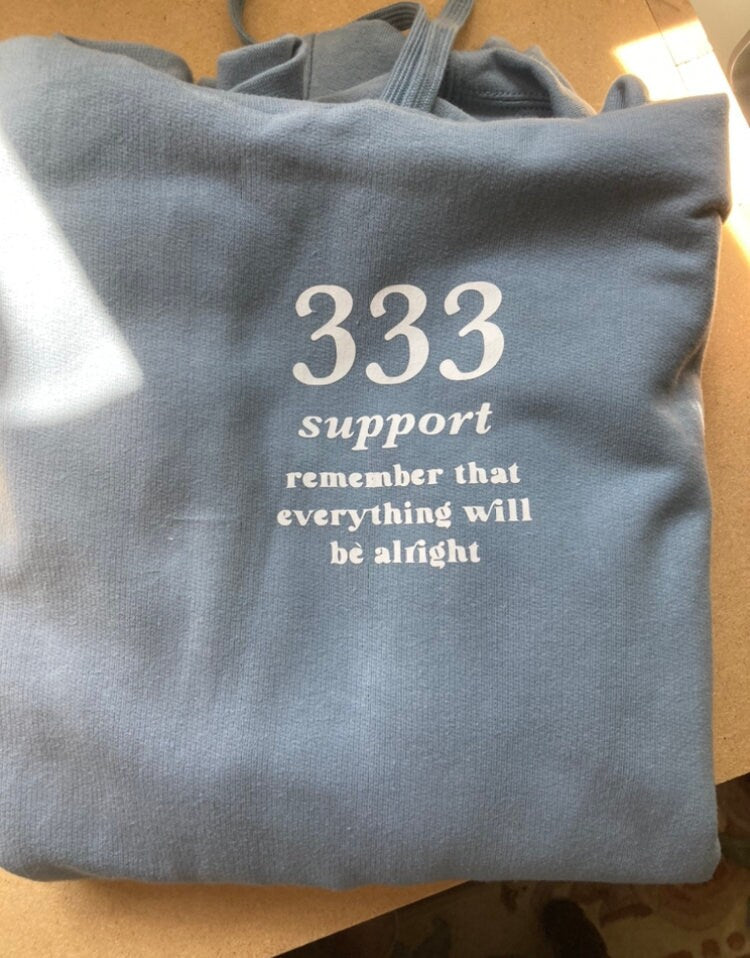 333
support
remember that
everything will
be alright